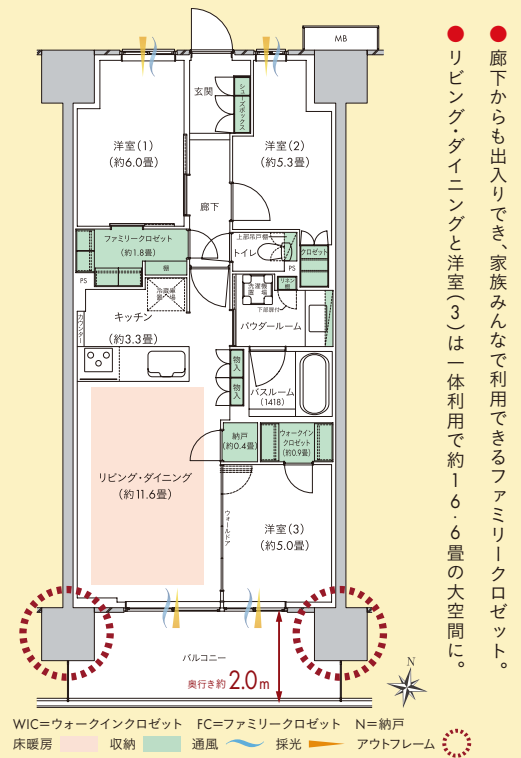 ● 廊下からも出入りでき、家族みんなで利用できるファミリークロゼット。
● リビング・ダイニングと洋室(3)は一体利用で約16.6畳の大空間に。
MB
玄関
シューズボックス
洋室(1)
(約6.0畳)
洋室(2)
(約5.3畳)
廊下
ファミリークロゼット
(約1.8畳)
棚
上部吊戸棚
トイレ
クロゼット
PS
PS
冷蔵庫置場
洗濯機置場
リネン棚
下部扉付
キッチン
(約3.3畳)
カウンター
パウダールーム
物入
物入
バスルーム
(1418)
納戸
(約0.4畳)
ウォークイン
クロゼット
(約0.9畳)
リビング・ダイニング
(約11.6畳)
ウォールドア
洋室(3)
(約5.0畳)
バルコニー
奥行き約2.0m
N
WIC=ウォークインクロゼット FC=ファミリークロゼット N=納戸
床暖房 収納 通風 採光 アウトフレーム